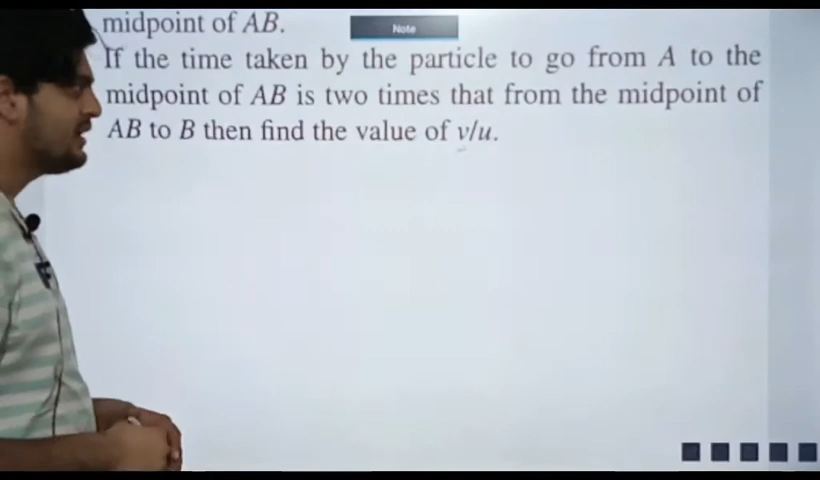 midpoint of AB.
Note
If the time taken by the particle to go from A to the
midpoint of AB is two times that from the midpoint of
AB to B then find the value of v/u.